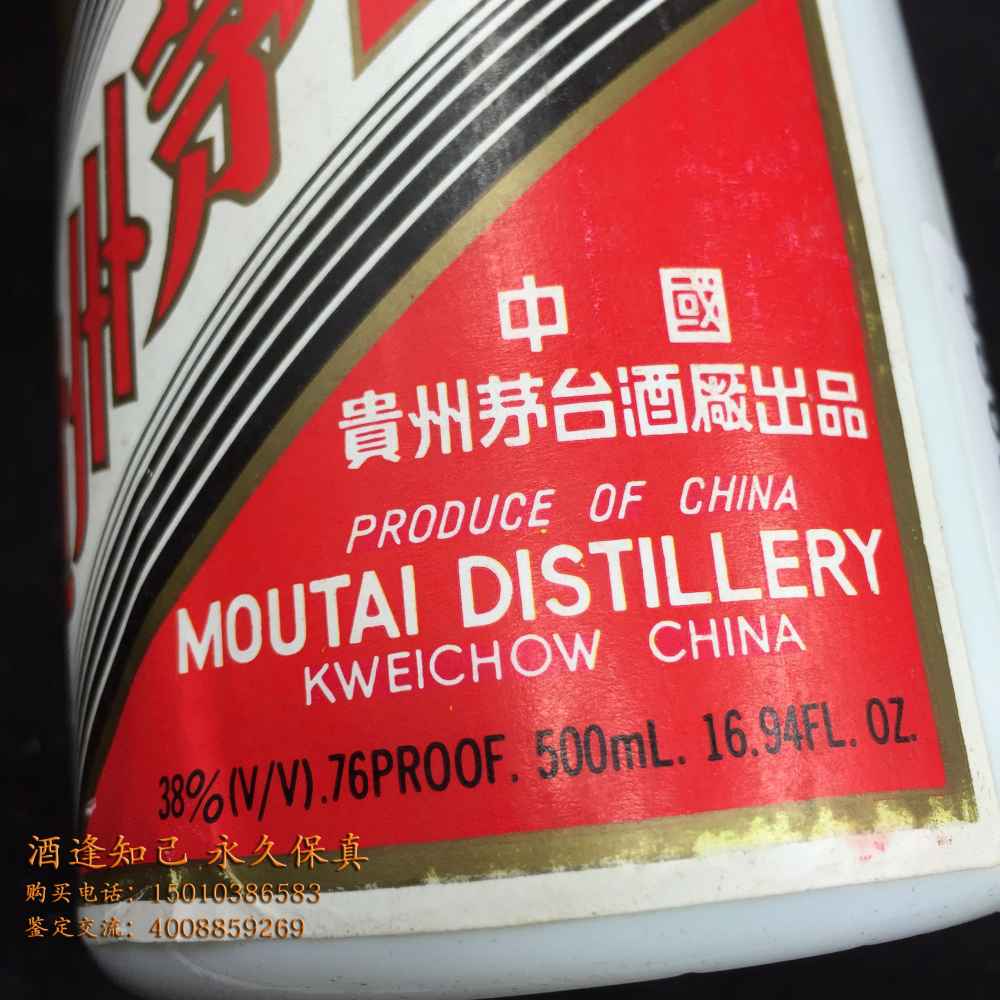 州茅
中國
貴州茅台酒廠出品
PRODUCE OF CHINA
MOUTAI DISTILLERY
KWEICHOW CHINA
38%(V/V).76PROOF. 500mL. 16.94FL. OZ.
酒逢知己 永久保真
购买电话：15010386583
鉴定交流：4008859269